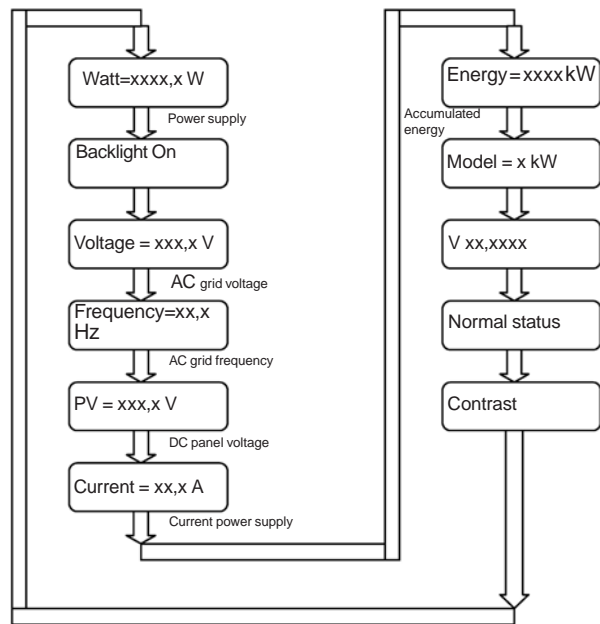 Watt=xxxx,x W
Power supply
Backlight On
Voltage = xxx,x V
AC grid voltage
Frequency=xx,x
Hz
AC grid frequency
PV = xxx,x V
DC panel voltage
Current = xx,x A
Current power supply
Energy = xxxx kW
Accumulated
energy
Model = x kW
V xx,xxxx
Normal status
Contrast